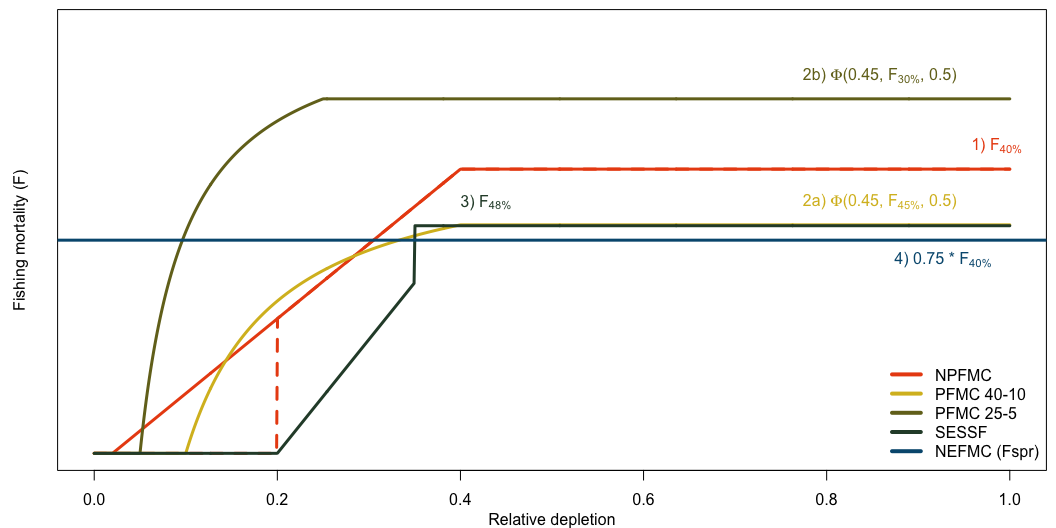 2b) Φ(0.45, F30%, 0.5)
1) F40%
3) F48%
2a) Φ(0.45, F45%, 0.5)
4) 0.75 * F40%
Fishing mortality (F)
NPFMC
PFMC 40-10
PFMC 25-5
SESSF
NEFMC (Fspr)
0.0 0.2 0.4 0.6 0.8 1.0
Relative depletion